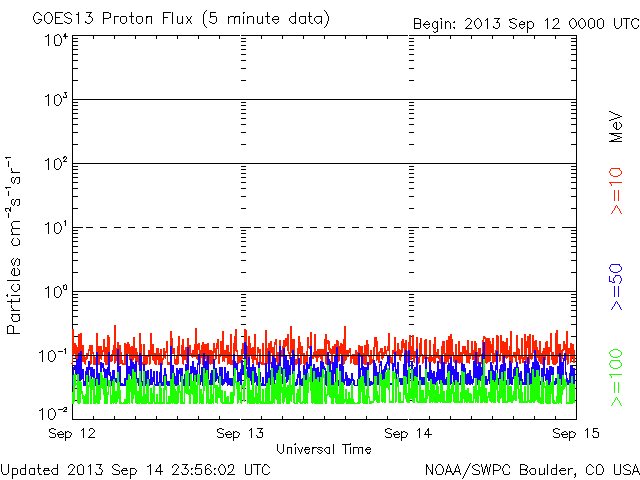 GOES13 Proton Flux (5 minute data)
Begin: 2013 Sep 12 0000 UTC
Particles cm⁻²s⁻¹sr⁻¹
10⁴
10³
10²
10¹
10⁰
10⁻¹
10⁻²
Sep 12
Sep 13
Sep 14
Sep 15
Universal Time
MeV
>=10
>=50
>=100
Updated 2013 Sep 14 23:56:02 UTC
NOAA/SWPC Boulder, CO USA